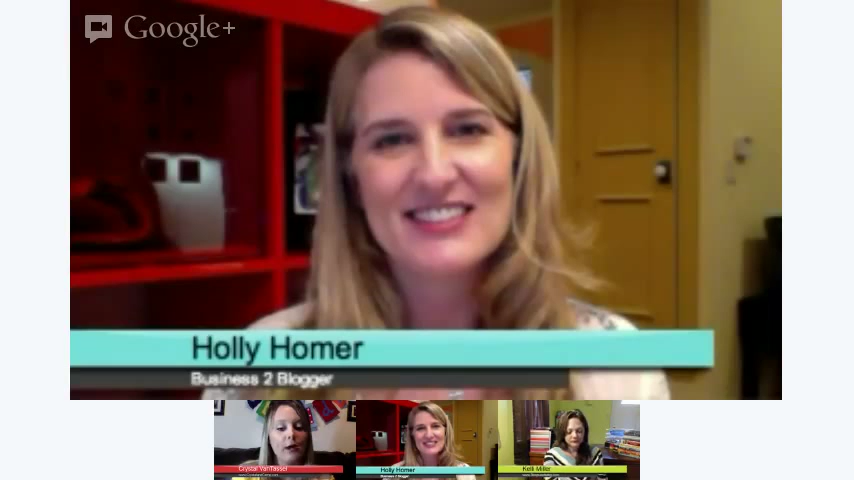 Google+
Holly Homer
Business 2 Blogger
Crystal VanTassel
Holly Homer
Business 2 Blogger
Kelli Miller